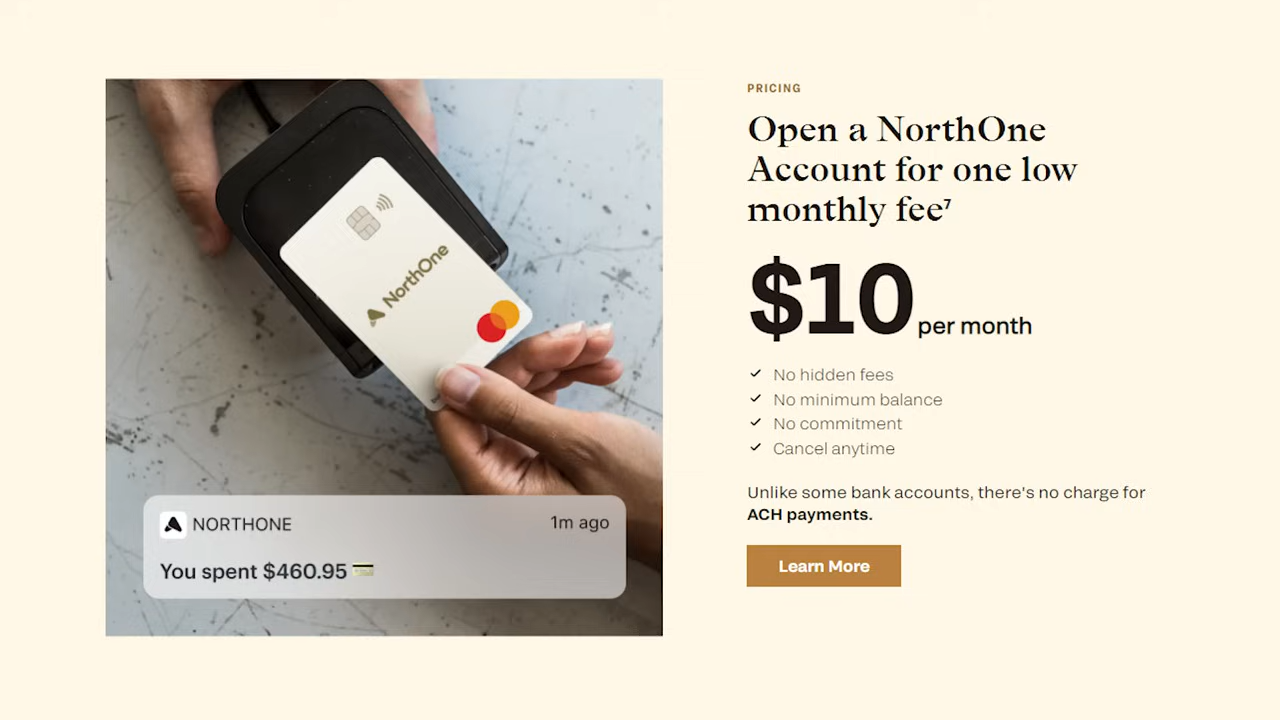 NorthOne
NORTHONE
1m ago
You spent $460.95
PRICING
Open a NorthOne
Account for one low
monthly fee⁷
$10 per month
No hidden fees
No minimum balance
No commitment
Cancel anytime
Unlike some bank accounts, there's no charge for
ACH payments.
Learn More